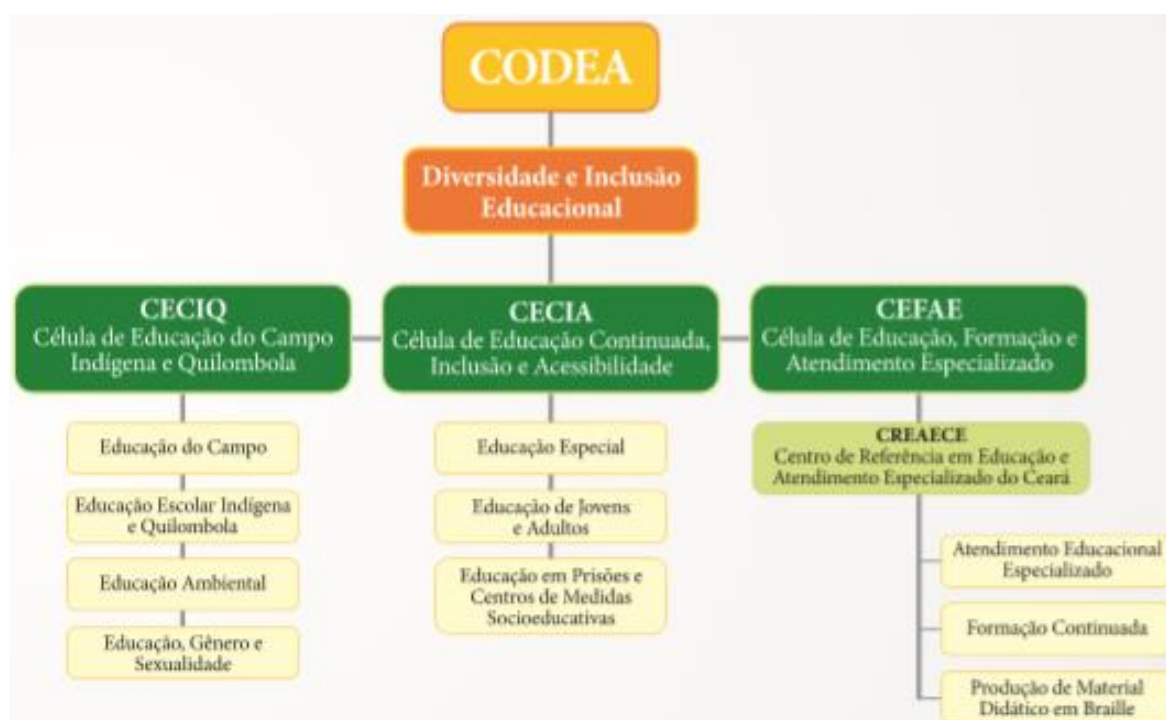 CODEA
Diversidade e Inclusão
Educacional
CECIQ
Célula de Educação do Campo
Indígena e Quilombola
Educação do Campo
Educação Escolar Indígena
e Quilombola
Educação Ambiental
Educação, Gênero e
Sexualidade
CECIA
Célula de Educação Continuada,
Inclusão e Acessibilidade
Educação Especial
Educação de Jovens
e Adultos
Educação em Prisões e
Centros de Medidas
Socioeducativas
CEFAE
Célula de Educação, Formação e
Atendimento Especializado
CREAECE
Centro de Referência em Educação e
Atendimento Especializado do Ceará
Atendimento Educacional
Especializado
Formação Continuada
Produção de Material
Didático em Braille